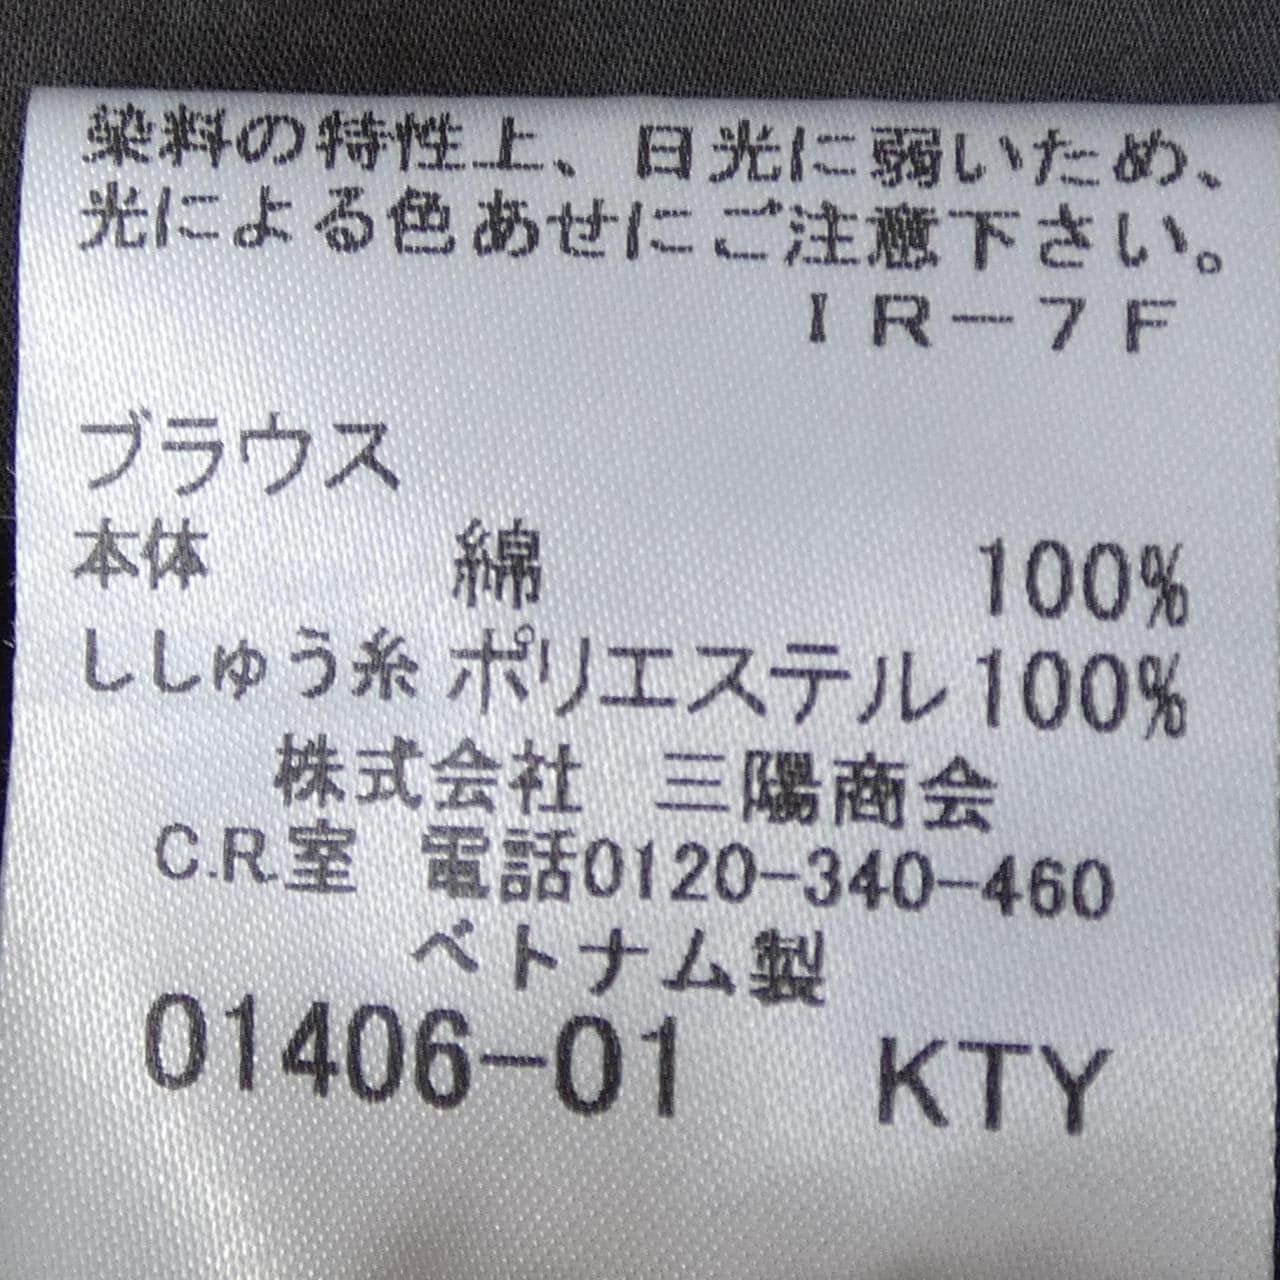 染料の特性上、日光に弱いため、
光による色あせにご注意下さい。
IR-7F
ブラウス
本体 綿 100%
ししゅう糸 ポリエステル 100%
株式会社 三陽商会
C.R.室 電話0120-340-460
ベトナム製
01406-01 KTY